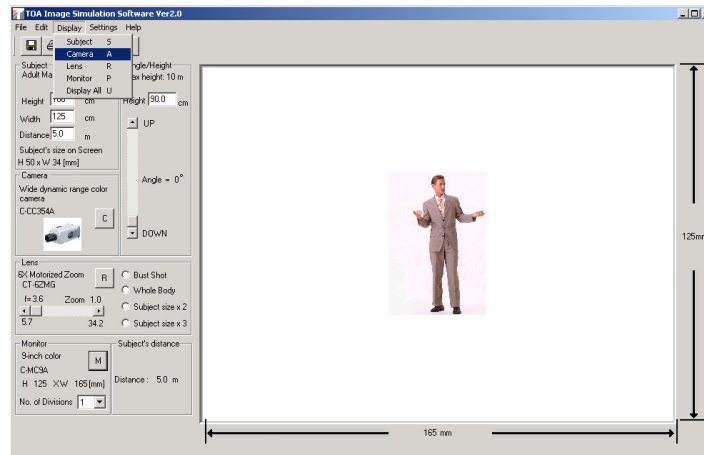 TOA Image Simulation Software Ver2.0
File Edit Display Settings Help
Subject S
Camera A
Lens R
Monitor P
Display All U
Subject
Adult Ma
Height cm
Width 125 cm
Distance 5.0 m
Subject's size on Screen
H 50 x W 34 [mm]
ngle/Height
ax height: 10 m
Height 90.0 cm
UP
Angle = 0°
DOWN
Camera
Wide dynamic range color
camera
C-CC354A
C
Lens
6X Motorized Zoom
CT-6ZMG
R
f=3.6 Zoom 1.0
5.7 34.2
Bust Shot
Whole Body
Subject size x 2
Subject size x 3
Monitor
9-inch color
C-MC9A
M
H 125 XW 165[mm]
No. of Divisions 1
Subject's distance
Distance : 5.0 m
125mm
165 mm